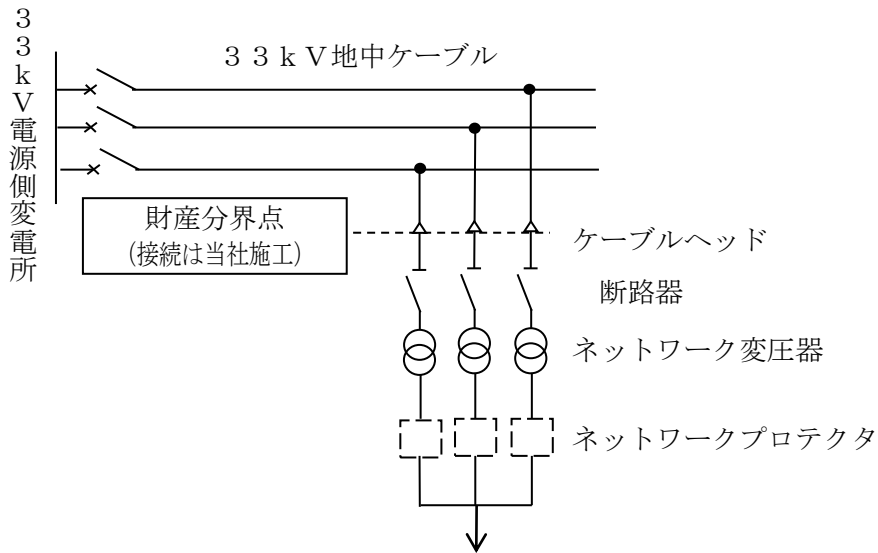 ３３ｋＶ電源側変電所
３３ｋＶ地中ケーブル
財産分界点
（接続は当社施工）
ケーブルヘッド
断路器
ネットワーク変圧器
ネットワークプロテクタ